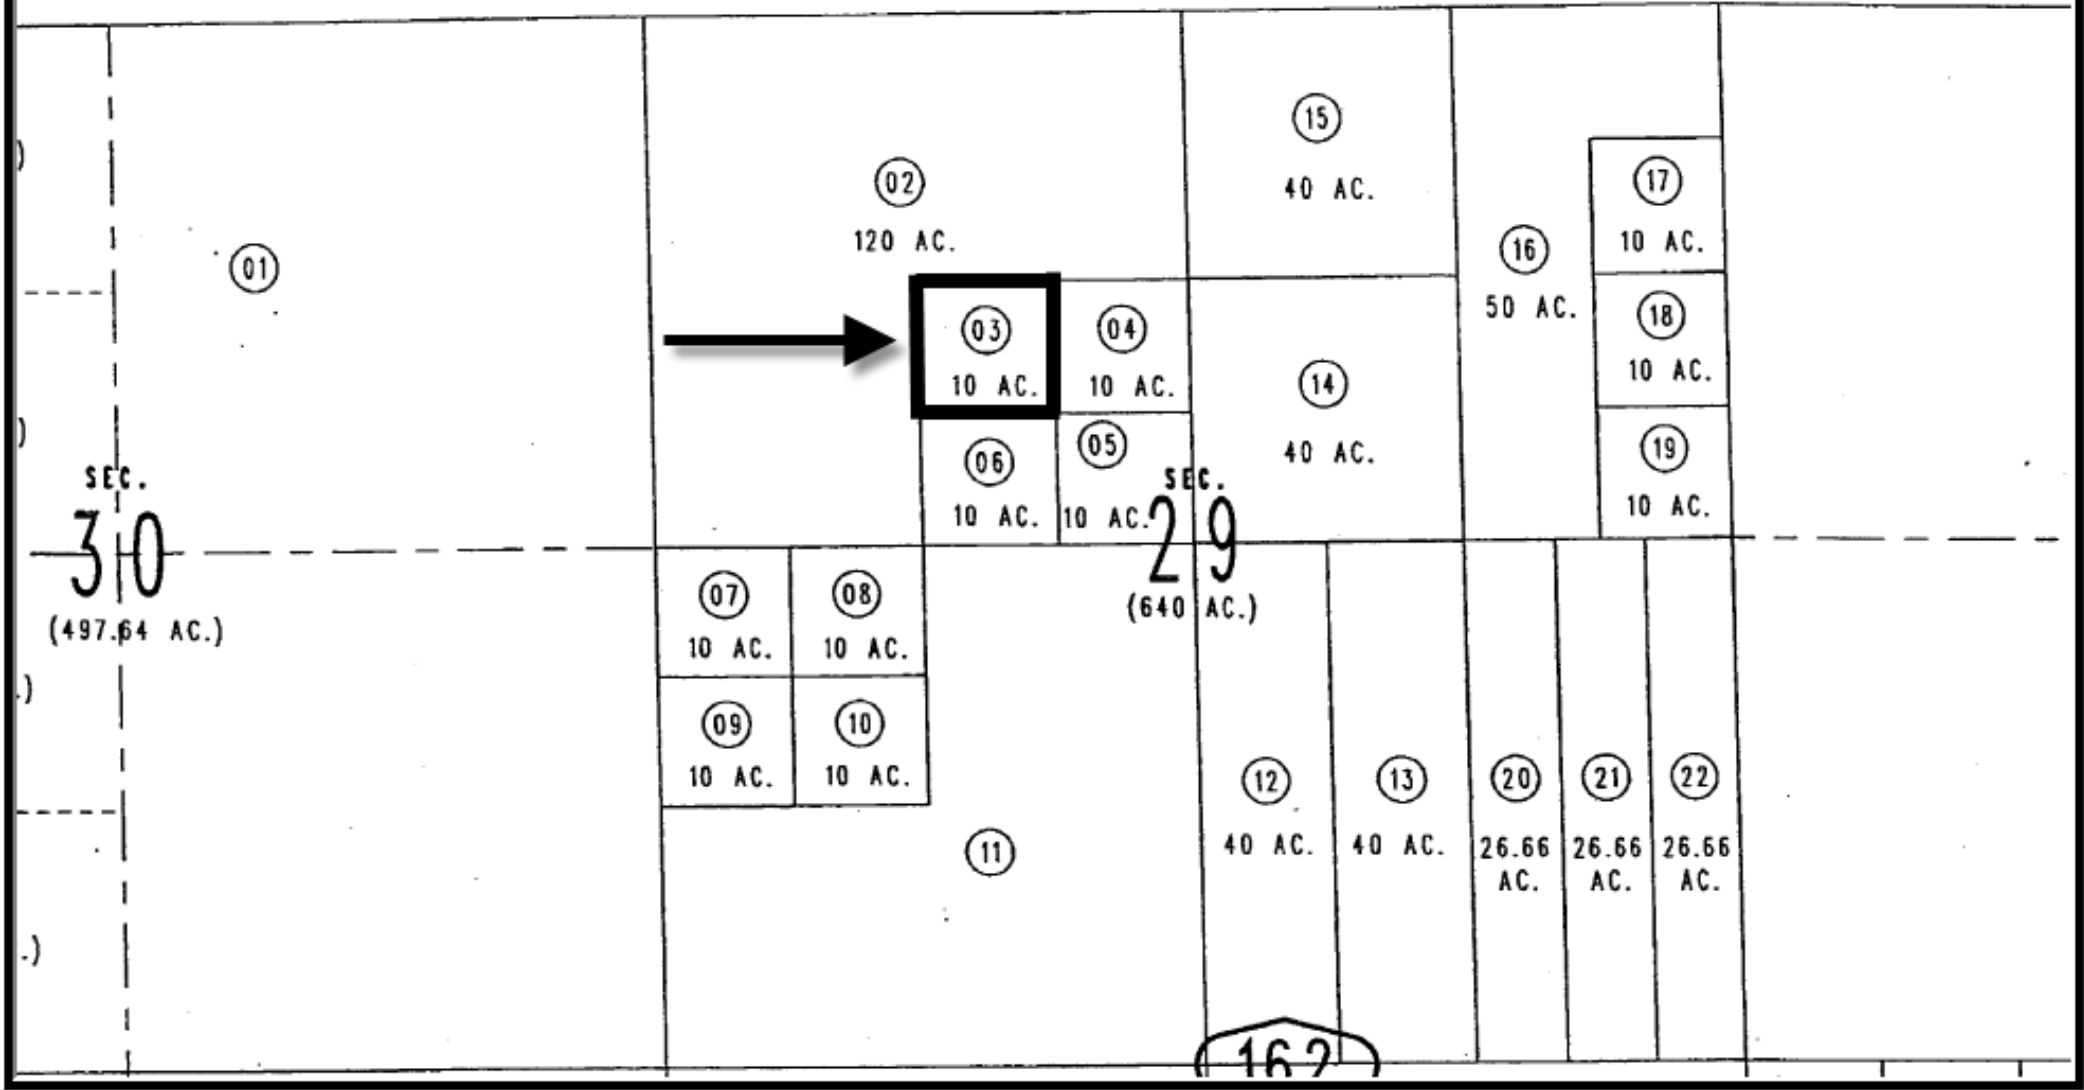 01
02
120 AC.
15
40 AC.
16
50 AC.
17
10 AC.
18
10 AC.
19
10 AC.
03
10 AC.
04
10 AC.
14
40 AC.
06
10 AC.
05
10 AC.
SEC.
30
(497.64 AC.)
SEC.
29
(640 AC.)
07
10 AC.
08
10 AC.
09
10 AC.
10
10 AC.
11
12
40 AC.
13
40 AC.
20
26.66
AC.
21
26.66
AC.
22
26.66
AC.
162
)
)
.)
.)